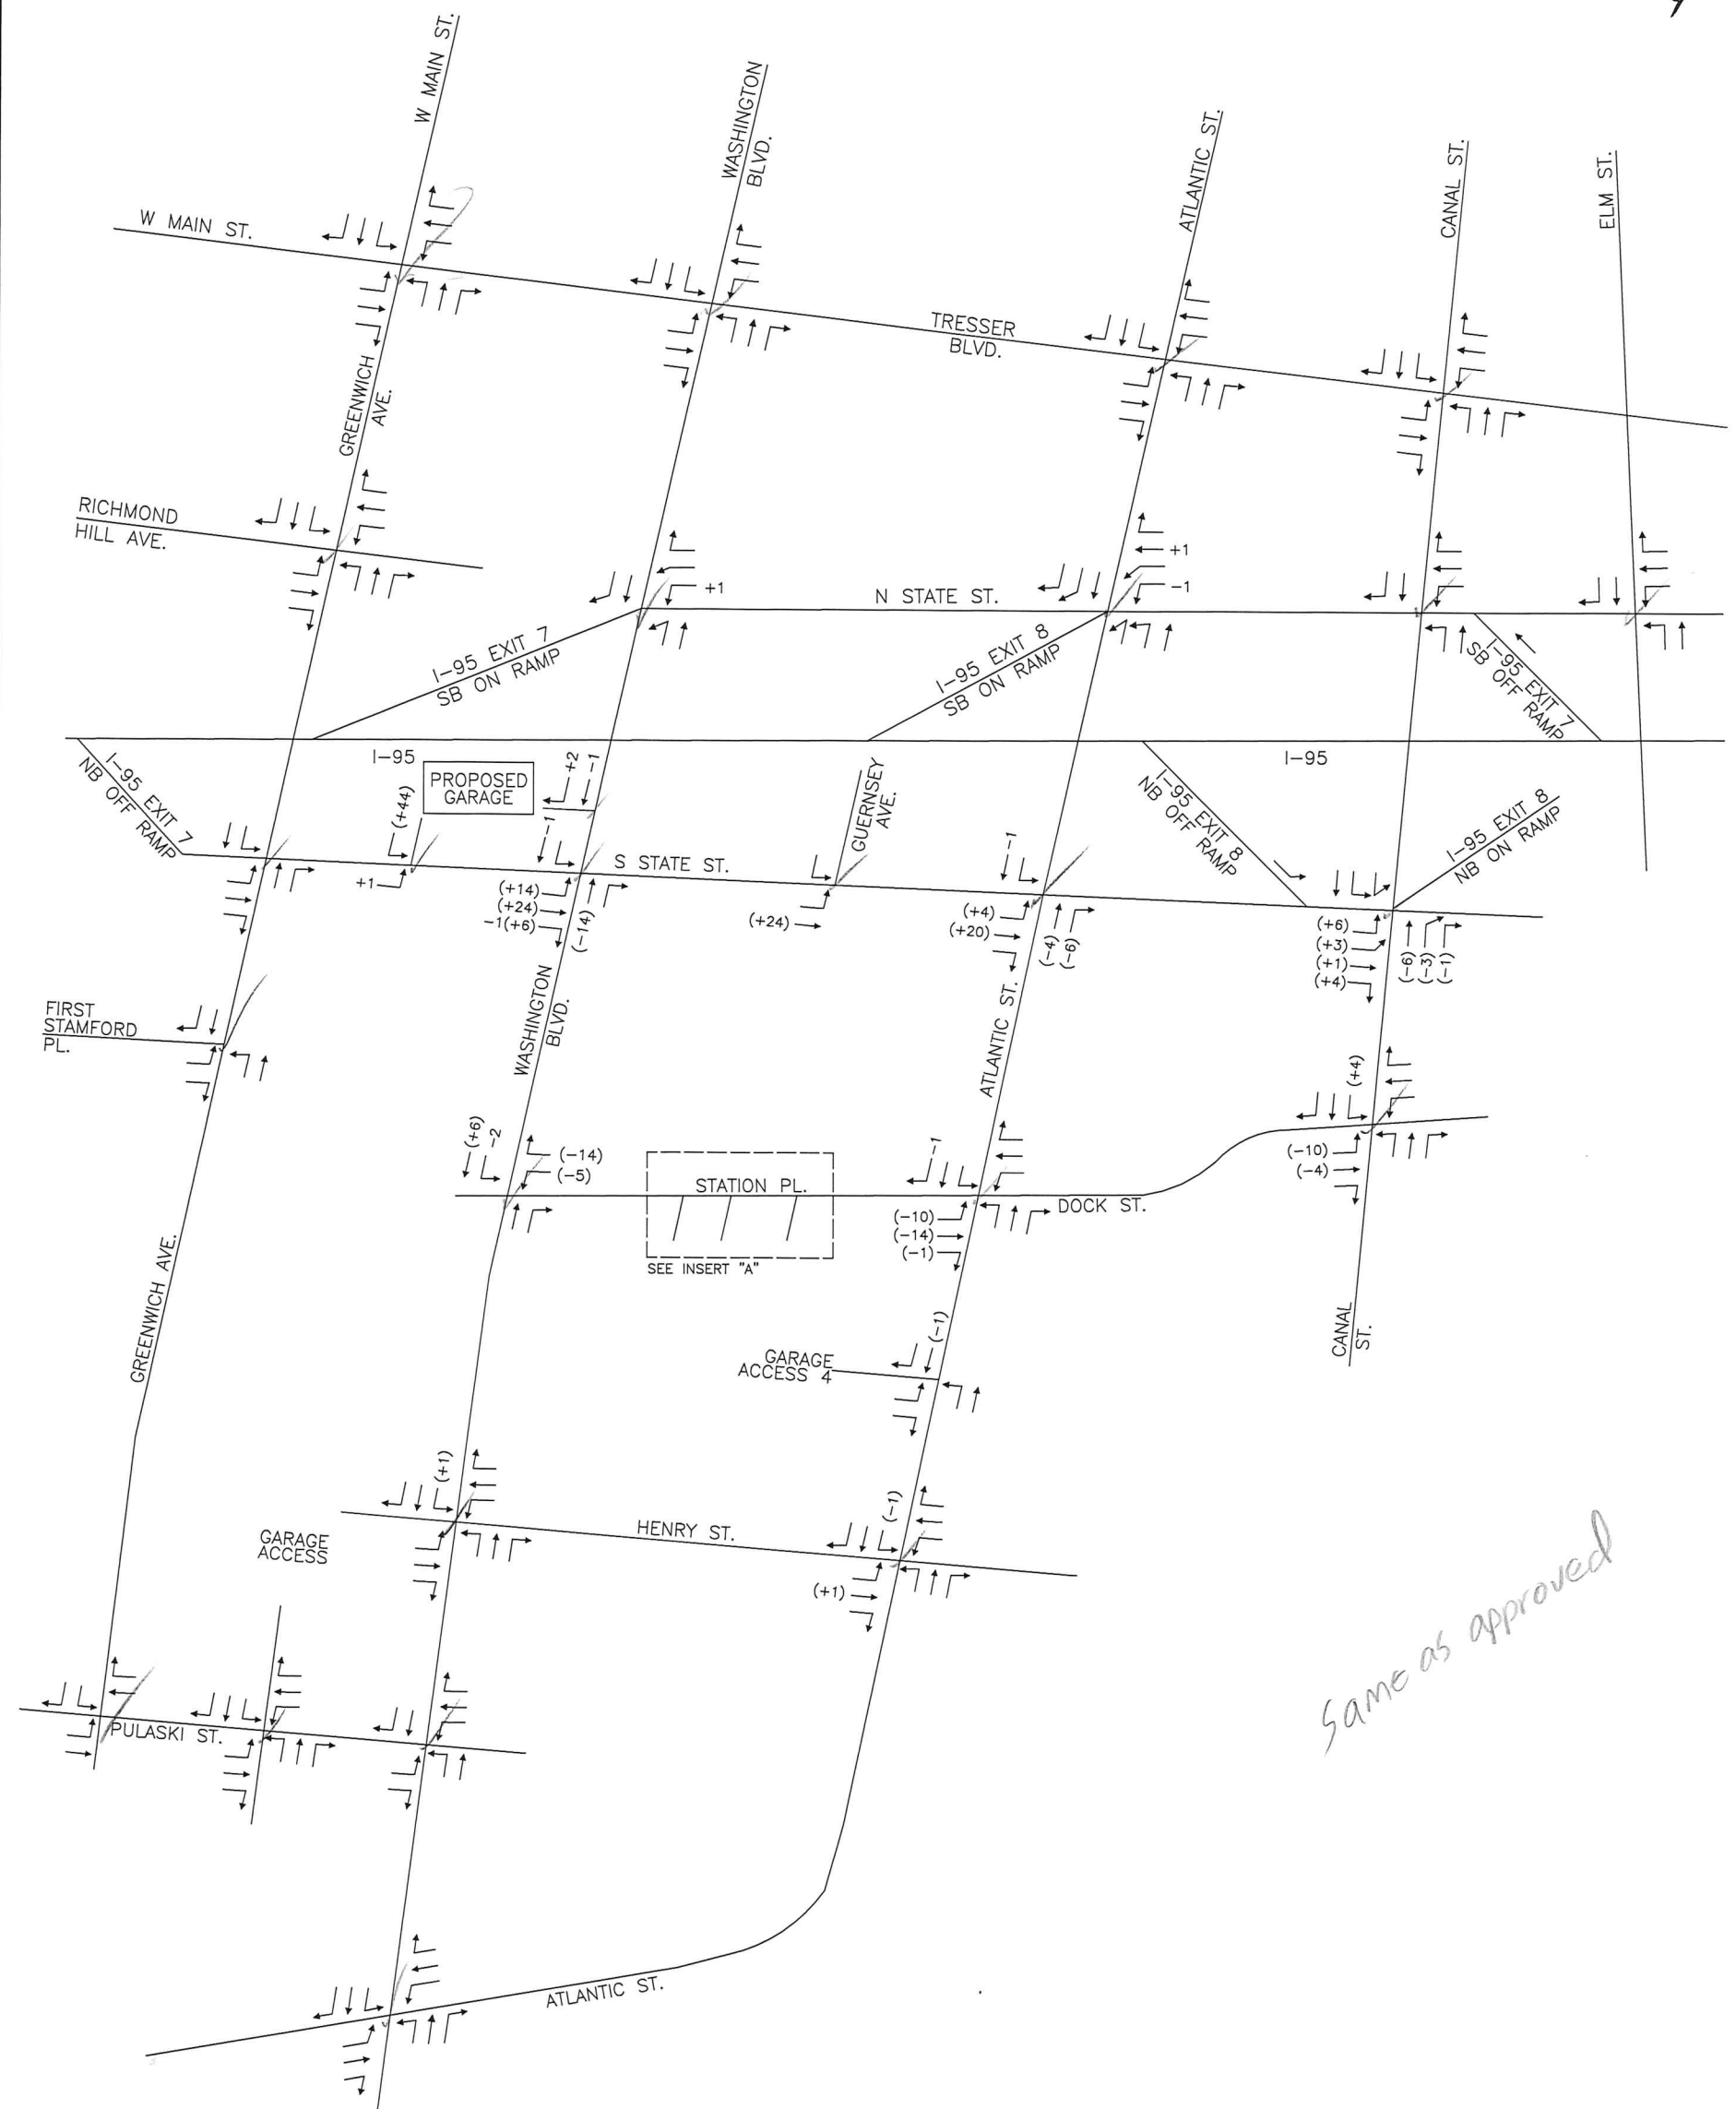 W MAIN ST.
WASHINGTON
BLVD.
ATLANTIC ST.
CANAL ST.
ELM ST.
W MAIN ST.
TRESSER
BLVD.
GREENWICH
AVE.
RICHMOND
HILL AVE.
+1
N STATE ST.
+1
-1
I-95 EXIT 7
SB ON RAMP
I-95 EXIT 8
SB ON RAMP
I-95 EXIT 7
SB OFF RAMP
I-95
I-95
I-95 EXIT 7
NB OFF RAMP
PROPOSED
GARAGE
(+44)
+1
+2
-1
-1
S STATE ST.
(+14)
(+24)
-1(+6)
(-14)
GUERNSEY
AVE.
(+24)
-1
(+4)
(+20)
(-4)
(-6)
I-95 EXIT 8
NB OFF RAMP
I-95 EXIT 8
NB ON RAMP
(+6)
(+3)
(+1)
(+4)
(-6)
(-3)
(-1)
FIRST
STAMFORD
PL.
WASHINGTON
BLVD.
ATLANTIC ST.
(+4)
(-10)
(-4)
(+6)
-2
(-14)
(-5)
STATION PL.
SEE INSERT "A"
-1
(-10)
(-14)
(-1)
DOCK ST.
GREENWICH AVE.
CANAL
ST.
GARAGE
ACCESS 4
(-1)
(+1)
HENRY ST.
(-1)
(+1)
GARAGE
ACCESS
Same as approved
PULASKI ST.
ATLANTIC ST.